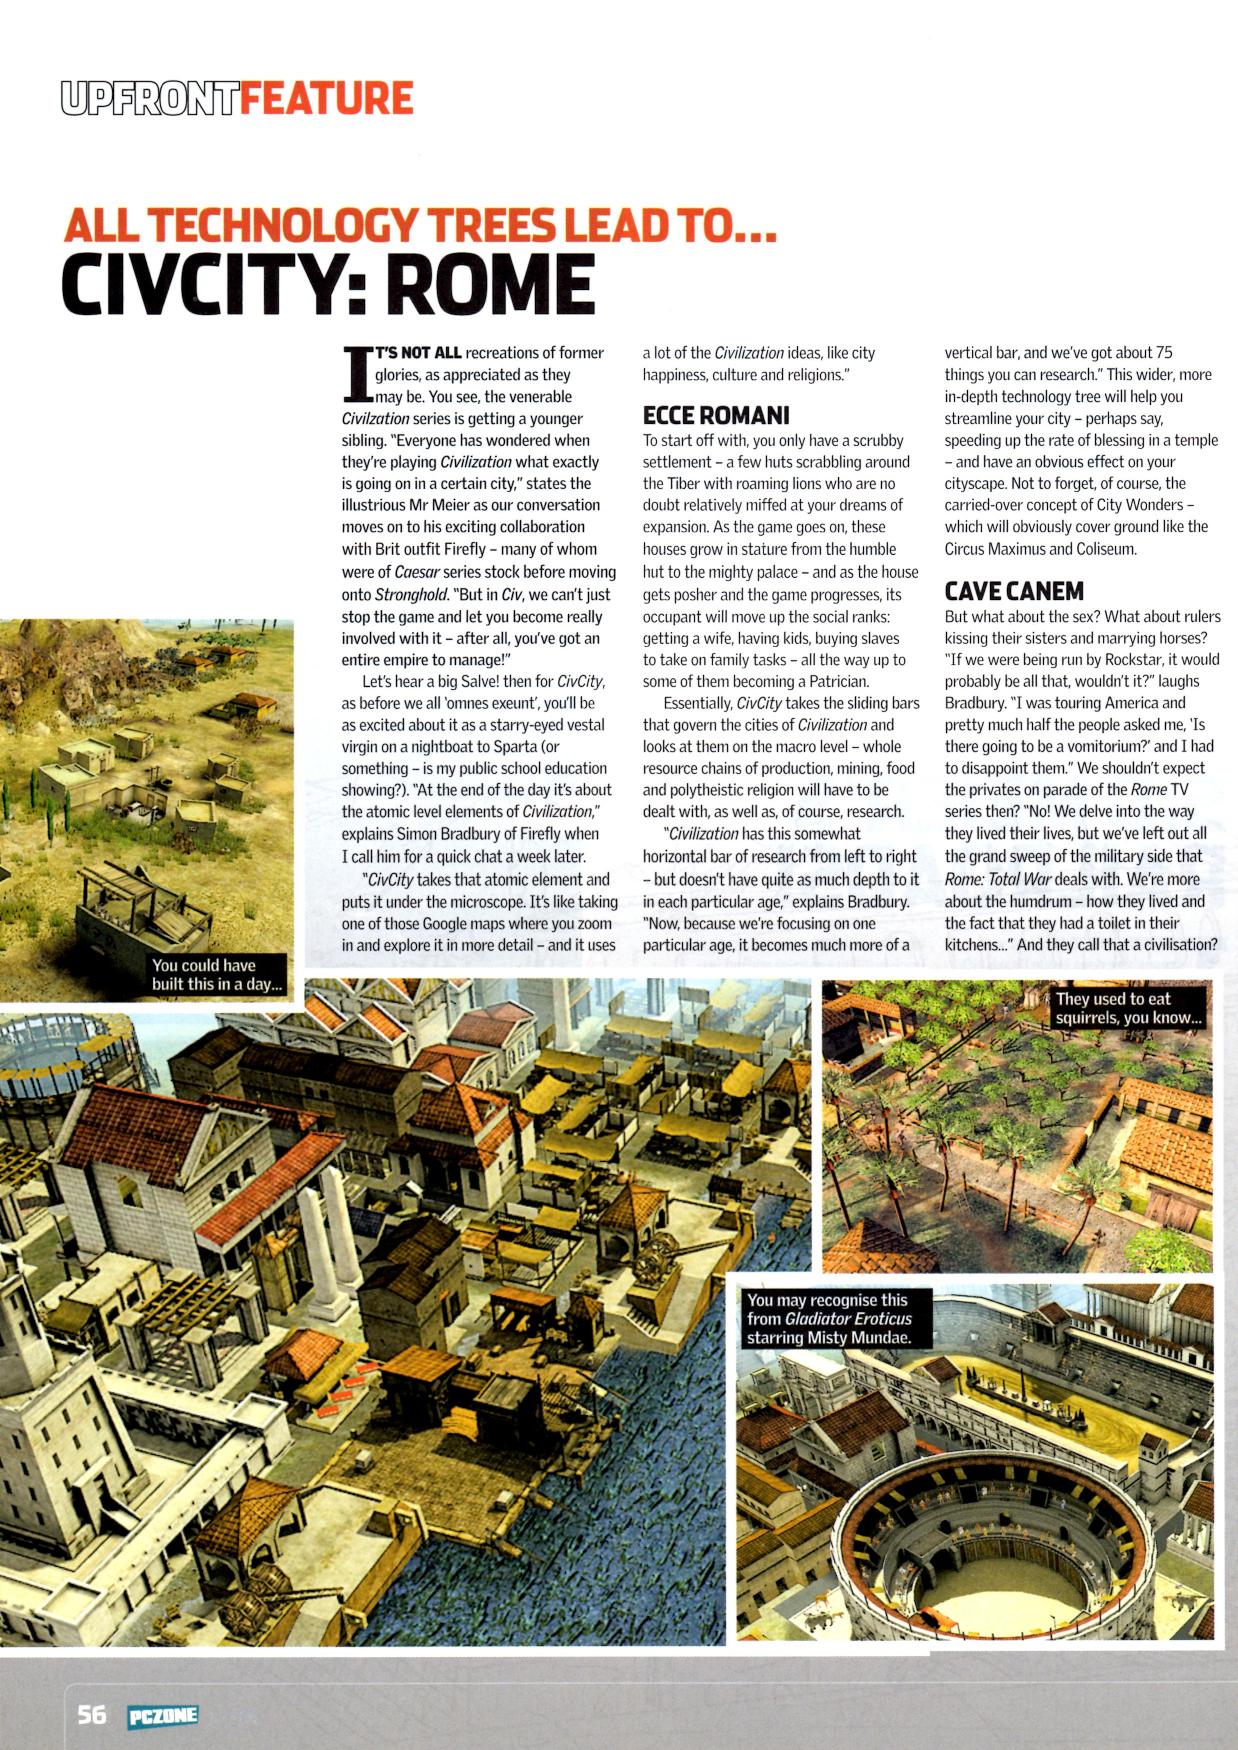 UPFRONTFEATURE
ALL TECHNOLOGY TREES LEAD TO...
CIVCITY: ROME
IT'S NOT ALL recreations of former
glories, as appreciated as they
may be. You see, the venerable
Civilzation series is getting a younger
sibling. "Everyone has wondered when
they're playing Civilization what exactly
is going on in a certain city," states the
illustrious Mr Meier as our conversation
moves on to his exciting collaboration
with Brit outfit Firefly – many of whom
were of Caesar series stock before moving
onto Stronghold. "But in Civ, we can't just
stop the game and let you become really
involved with it – after all, you've got an
entire empire to manage!"
Let's hear a big Salve! then for CivCity,
as before we all 'omnes exeunt', you'll be
as excited about it as a starry-eyed vestal
virgin on a nightboat to Sparta (or
something – is my public school education
showing?). "At the end of the day it's about
the atomic level elements of Civilization,"
explains Simon Bradbury of Firefly when
I call him for a quick chat a week later.
"CivCity takes that atomic element and
puts it under the microscope. It's like taking
one of those Google maps where you zoom
in and explore it in more detail – and it uses
a lot of the Civilization ideas, like city
happiness, culture and religions."
ECCE ROMANI
To start off with, you only have a scrubby
settlement – a few huts scrabbling around
the Tiber with roaming lions who are no
doubt relatively miffed at your dreams of
expansion. As the game goes on, these
houses grow in stature from the humble
hut to the mighty palace – and as the house
gets posher and the game progresses, its
occupant will move up the social ranks:
getting a wife, having kids, buying slaves
to take on family tasks – all the way up to
some of them becoming a Patrician.
Essentially, CivCity takes the sliding bars
that govern the cities of Civilization and
looks at them on the macro level – whole
resource chains of production, mining, food
and polytheistic religion will have to be
dealt with, as well as, of course, research.
"Civilization has this somewhat
horizontal bar of research from left to right
– but doesn't have quite as much depth to it
in each particular age," explains Bradbury.
"Now, because we're focusing on one
particular age, it becomes much more of a
vertical bar, and we've got about 75
things you can research." This wider, more
in-depth technology tree will help you
streamline your city – perhaps say,
speeding up the rate of blessing in a temple
– and have an obvious effect on your
cityscape. Not to forget, of course, the
carried-over concept of City Wonders –
which will obviously cover ground like the
Circus Maximus and Coliseum.
CAVE CANEM
But what about the sex? What about rulers
kissing their sisters and marrying horses?
"If we were being run by Rockstar, it would
probably be all that, wouldn't it?" laughs
Bradbury. "I was touring America and
pretty much half the people asked me, 'Is
there going to be a vomitorium?' and I had
to disappoint them." We shouldn't expect
the privates on parade of the Rome TV
series then? "No! We delve into the way
they lived their lives, but we've left out all
the grand sweep of the military side that
Rome: Total War deals with. We're more
about the humdrum – how they lived and
the fact that they had a toilet in their
kitchens..." And they call that a civilisation?
You could have
built this in a day...
They used to eat
squirrels, you know...
You may recognise this
from Gladiator Eroticus
starring Misty Mundae.
56 PCZONE